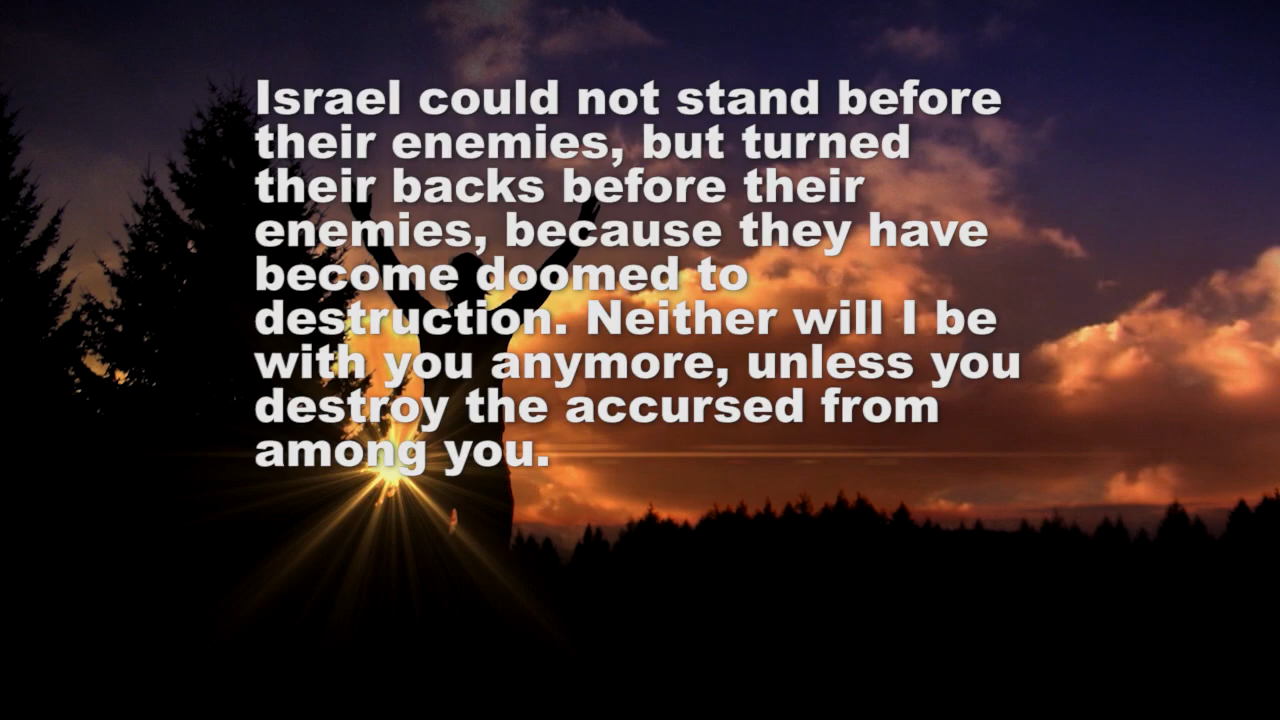 Israel could not stand before
their enemies, but turned
their backs before their
enemies, because they have
become doomed to
destruction. Neither will I be
with you anymore, unless you
destroy the accursed from
among you.